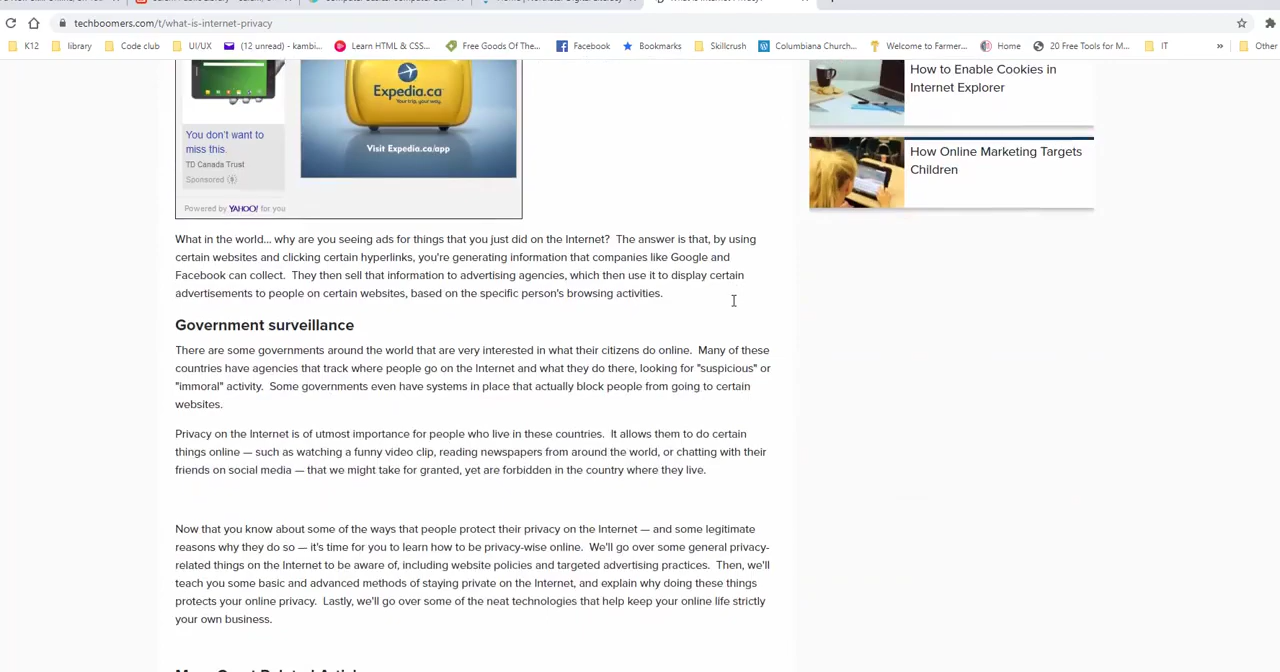 techboomers.com/t/what-is-internet-privacy
K12
library
Code club
UI/UX
(12 unread) - kambi...
Learn HTML & CSS...
Free Goods Of The...
Facebook
Bookmarks
Skillcrush
Columbiana Church...
Welcome to Farmer...
Home
20 Free Tools for M...
IT
»
Other
Expedia.ca
Your trip, your way.
Visit Expedia.ca/app
You don't want to
miss this.
TD Canada Trust
Sponsored
Powered by YAHOO! for you
How to Enable Cookies in
Internet Explorer
How Online Marketing Targets
Children
What in the world... why are you seeing ads for things that you just did on the Internet?  The answer is that, by using
certain websites and clicking certain hyperlinks, you're generating information that companies like Google and
Facebook can collect.  They then sell that information to advertising agencies, which then use it to display certain
advertisements to people on certain websites, based on the specific person's browsing activities.
Government surveillance
There are some governments around the world that are very interested in what their citizens do online.  Many of these
countries have agencies that track where people go on the Internet and what they do there, looking for "suspicious" or
"immoral" activity.  Some governments even have systems in place that actually block people from going to certain
websites.
Privacy on the Internet is of utmost importance for people who live in these countries.  It allows them to do certain
things online — such as watching a funny video clip, reading newspapers from around the world, or chatting with their
friends on social media — that we might take for granted, yet are forbidden in the country where they live.
Now that you know about some of the ways that people protect their privacy on the Internet — and some legitimate
reasons why they do so — it's time for you to learn how to be privacy-wise online.  We'll go over some general privacy-
related things on the Internet to be aware of, including website policies and targeted advertising practices.  Then, we'll
teach you some basic and advanced methods of staying private on the Internet, and explain why doing these things
protects your online privacy.  Lastly, we'll go over some of the neat technologies that help keep your online life strictly
your own business.